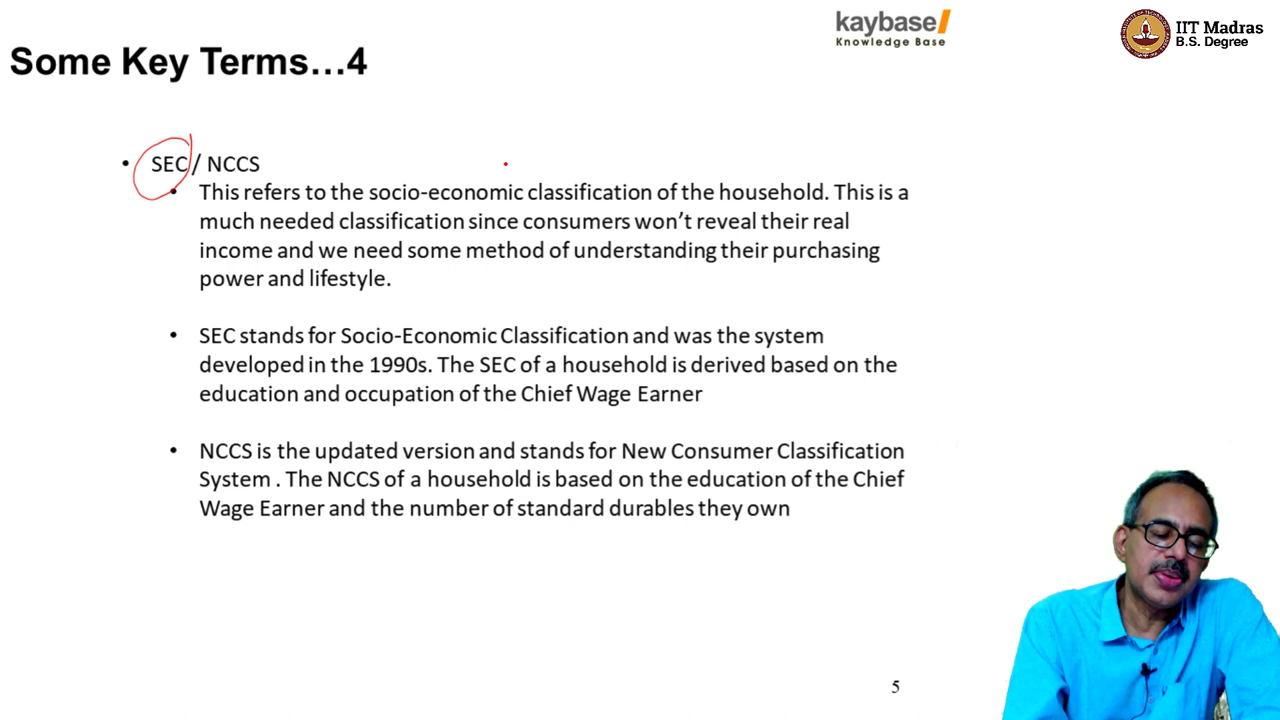 kaybase
Knowledge Base
IIT Madras
B.S. Degree
Some Key Terms...4
• SEC / NCCS
• This refers to the socio-economic classification of the household. This is a
much needed classification since consumers won’t reveal their real
income and we need some method of understanding their purchasing
power and lifestyle.
• SEC stands for Socio-Economic Classification and was the system
developed in the 1990s. The SEC of a household is derived based on the
education and occupation of the Chief Wage Earner
• NCCS is the updated version and stands for New Consumer Classification
System . The NCCS of a household is based on the education of the Chief
Wage Earner and the number of standard durables they own
5